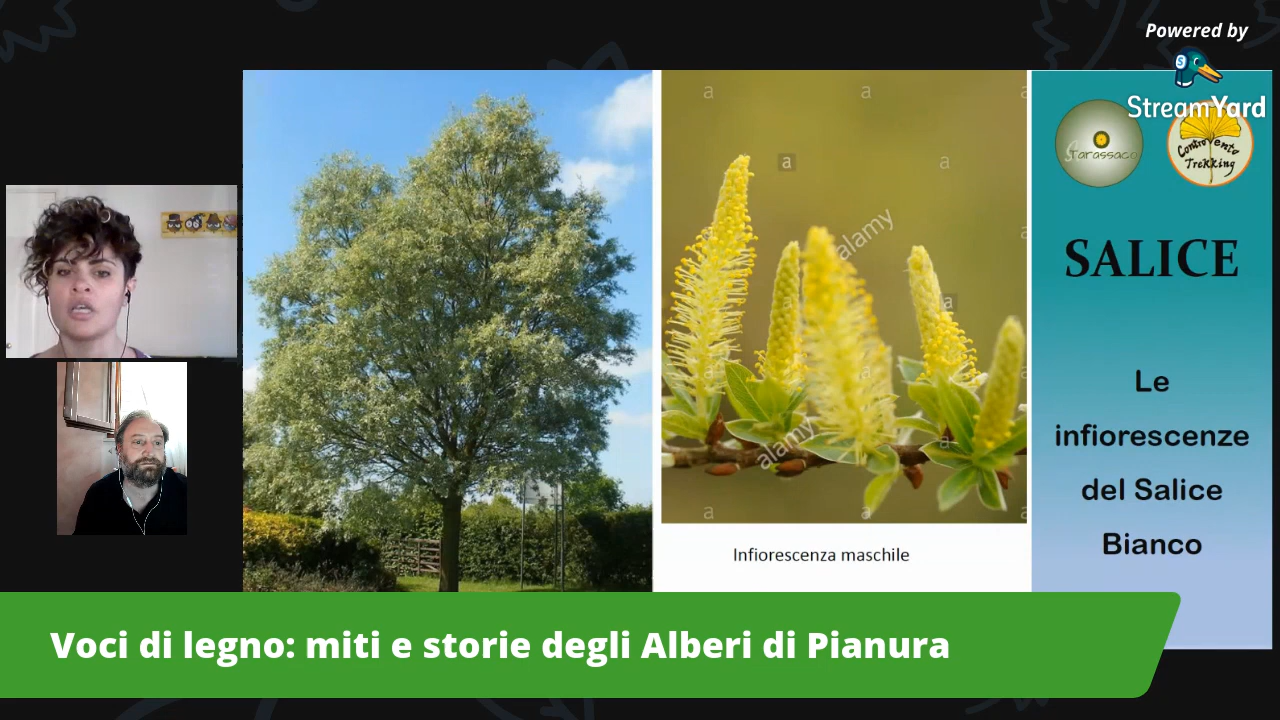 Powered by
StreamYard
Tarassaco
ControVento
Trekking
SALICE
Le
infiorescenze
del Salice
Bianco
alamy
alamy
a
a
a
a
a
a
a
Infiorescenza maschile
Voci di legno: miti e storie degli Alberi di Pianura